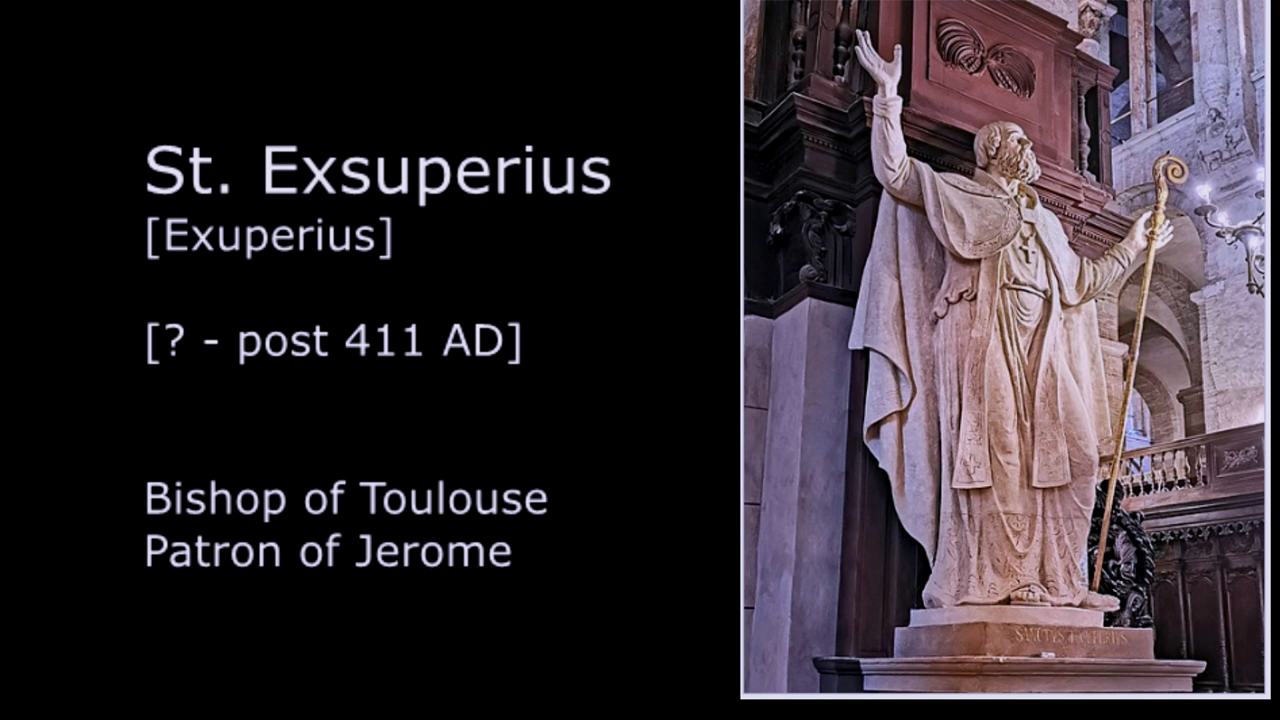 St. Exsuperius
[Exuperius]
[? - post 411 AD]
Bishop of Toulouse
Patron of Jerome